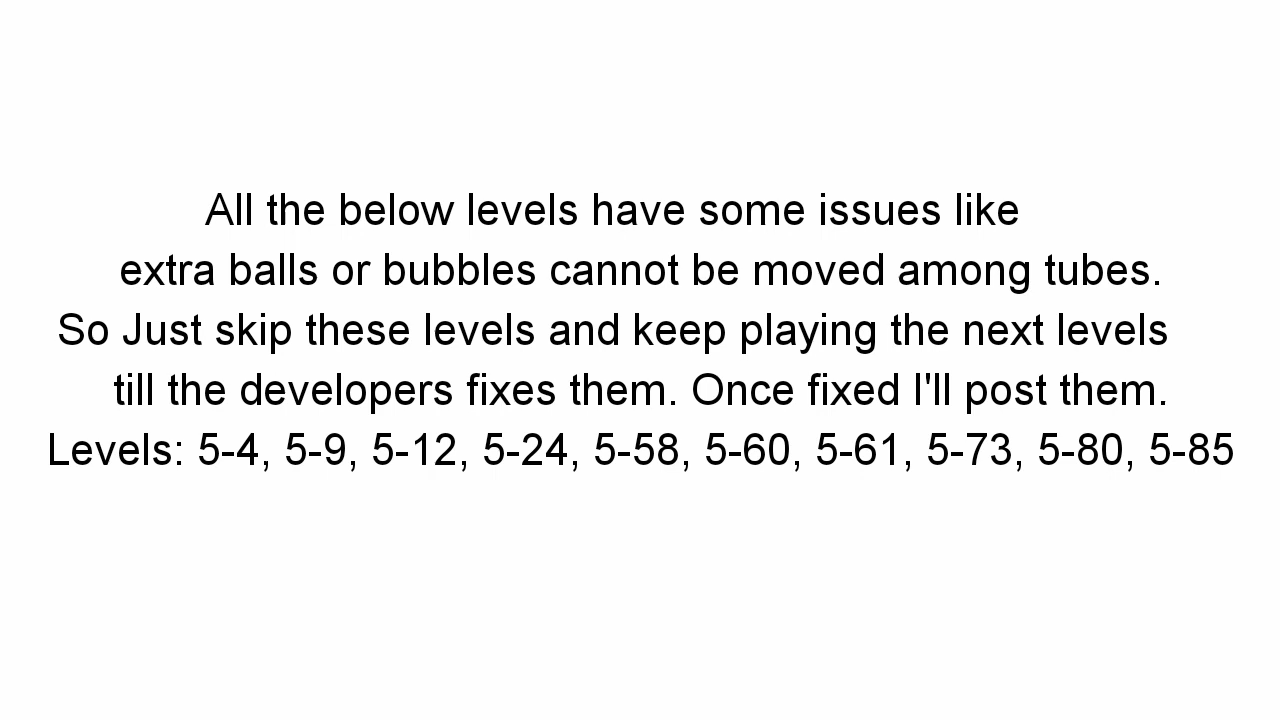 All the below levels have some issues like
extra balls or bubbles cannot be moved among tubes.
So Just skip these levels and keep playing the next levels
till the developers fixes them. Once fixed I'll post them.
Levels: 5-4, 5-9, 5-12, 5-24, 5-58, 5-60, 5-61, 5-73, 5-80, 5-85